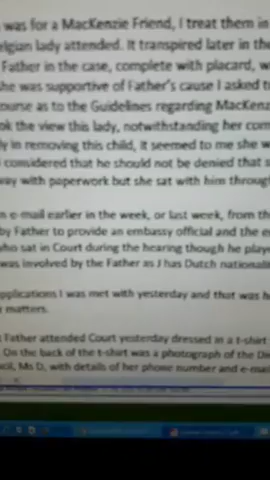 was for a MacKenzie Friend, I treat them in
elgian lady attended. It transpired later in the
Father in the case, complete with placard, w
she was supportive of Father's cause I asked t
ourse as to the Guidelines regarding MacKenz
ok the view this lady, notwithstanding her com
ly in removing this child, it seemed to me she w
considered that he should not be denied that s
way with paperwork but she sat with him through
n e-mail earlier in the week, or last week, from th
by Father to provide an embassy official and the e
who sat in Court during the hearing though he playe
was involved by the Father as J has Dutch nationali
applications I was met with yesterday and that was h
matters.
Father attended Court yesterday dressed in a t-shirt
On the back of the t-shirt was a photograph of the Di
cil, Ms D, with details of her phone number and e-mai